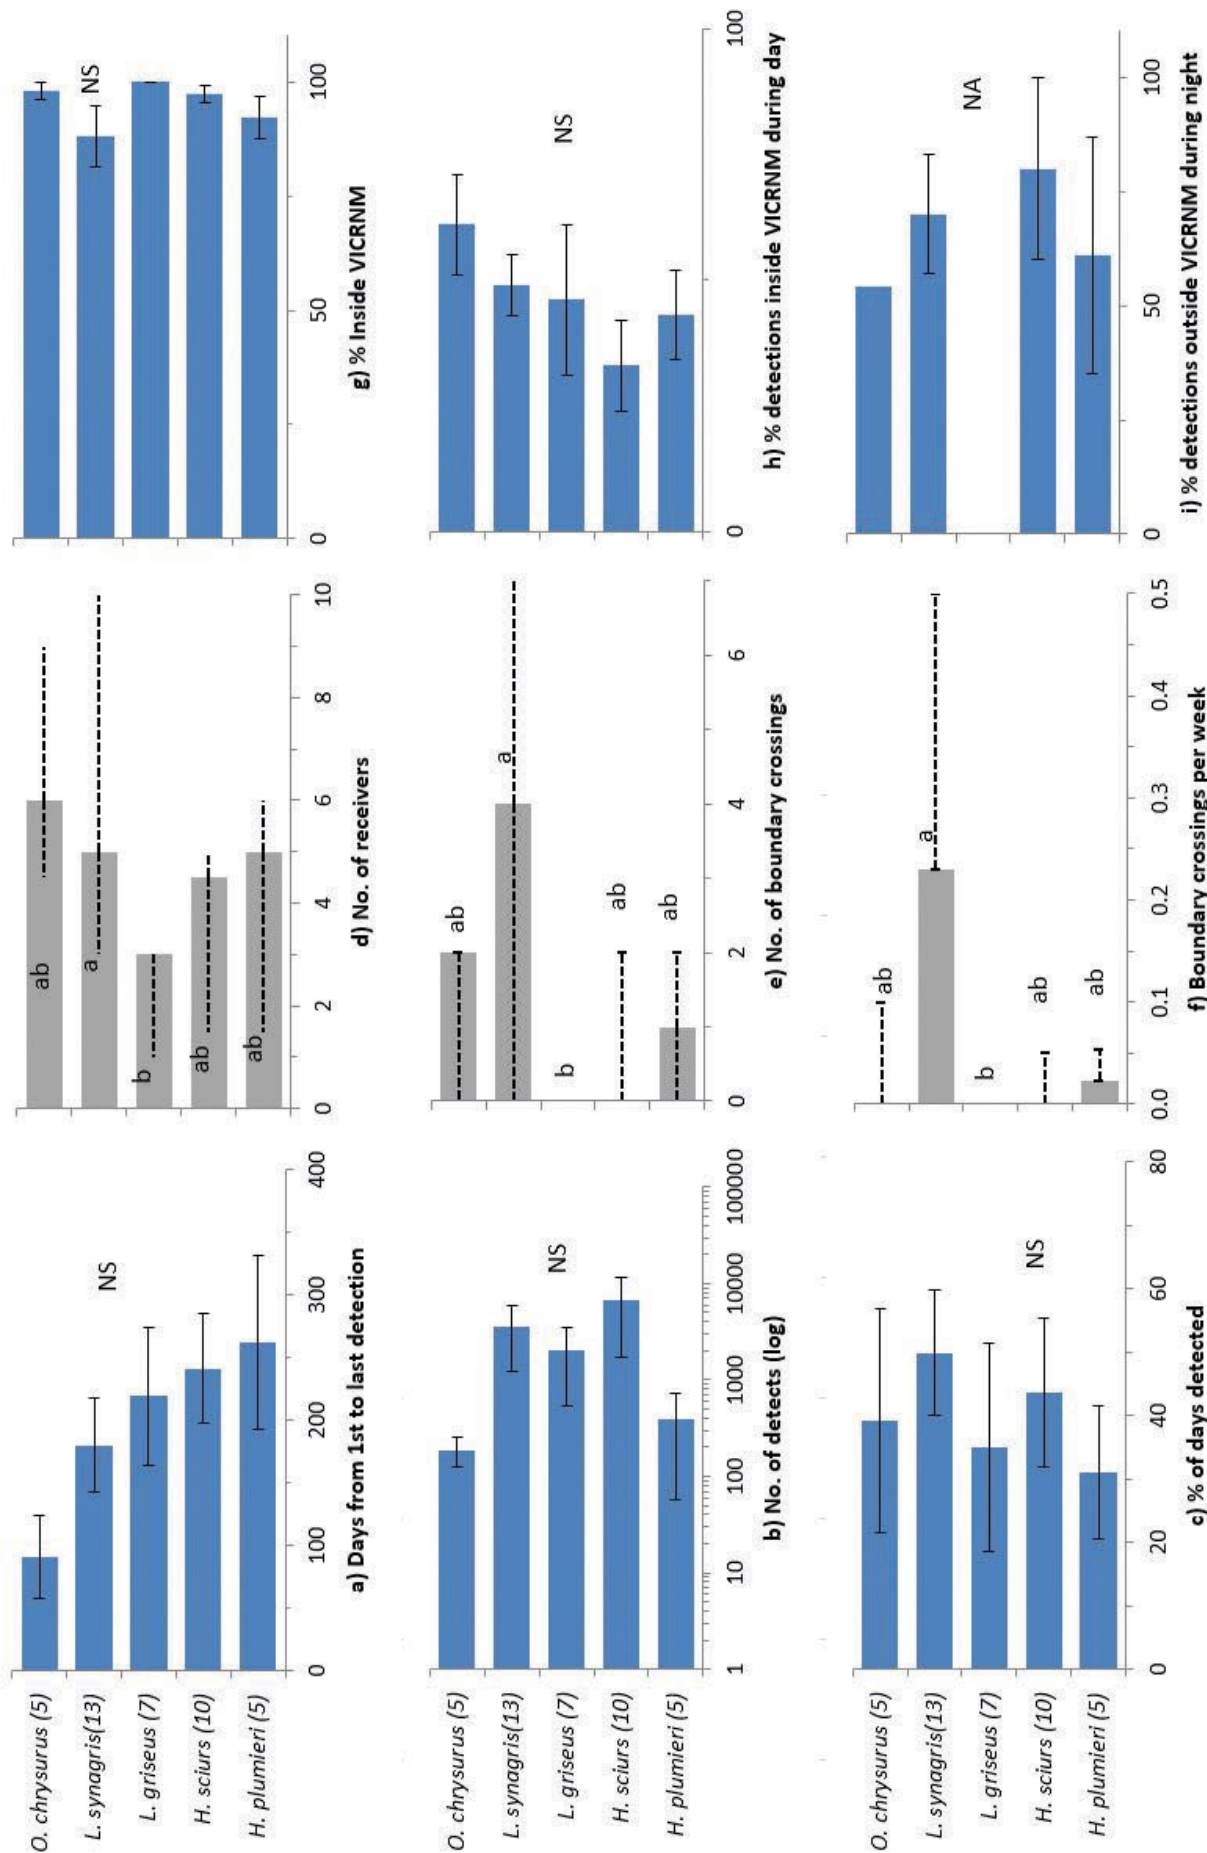 O. chrysurus (5)
L. synagris(13)
L. griseus (7)
H. sciurs (10)
H. plumieri (5)
NS
0 100 200 300 400
a) Days from 1st to last detection
ab
a
b
ab
ab
0 2 4 6 8 10
d) No. of receivers
NS
0 50 100
g) % Inside VICRNM
O. chrysurus (5)
L. synagris(13)
L. griseus (7)
H. sciurs (10)
H. plumieri (5)
NS
1 10 100 1000 10000 100000
b) No. of detects (log)
ab
a
b
ab
ab
0 2 4 6
e) No. of boundary crossings
NS
0 100
h) % detections inside VICRNM during day
O. chrysurus (5)
L. synagris(13)
L. griseus (7)
H. sciurs (10)
H. plumieri (5)
NS
0 20 40 60 80
c) % of days detected
ab
a
b
ab
ab
0.0 0.1 0.2 0.3 0.4 0.5
f) Boundary crossings per week
NA
0 50 100
i) % detections outside VICRNM during night